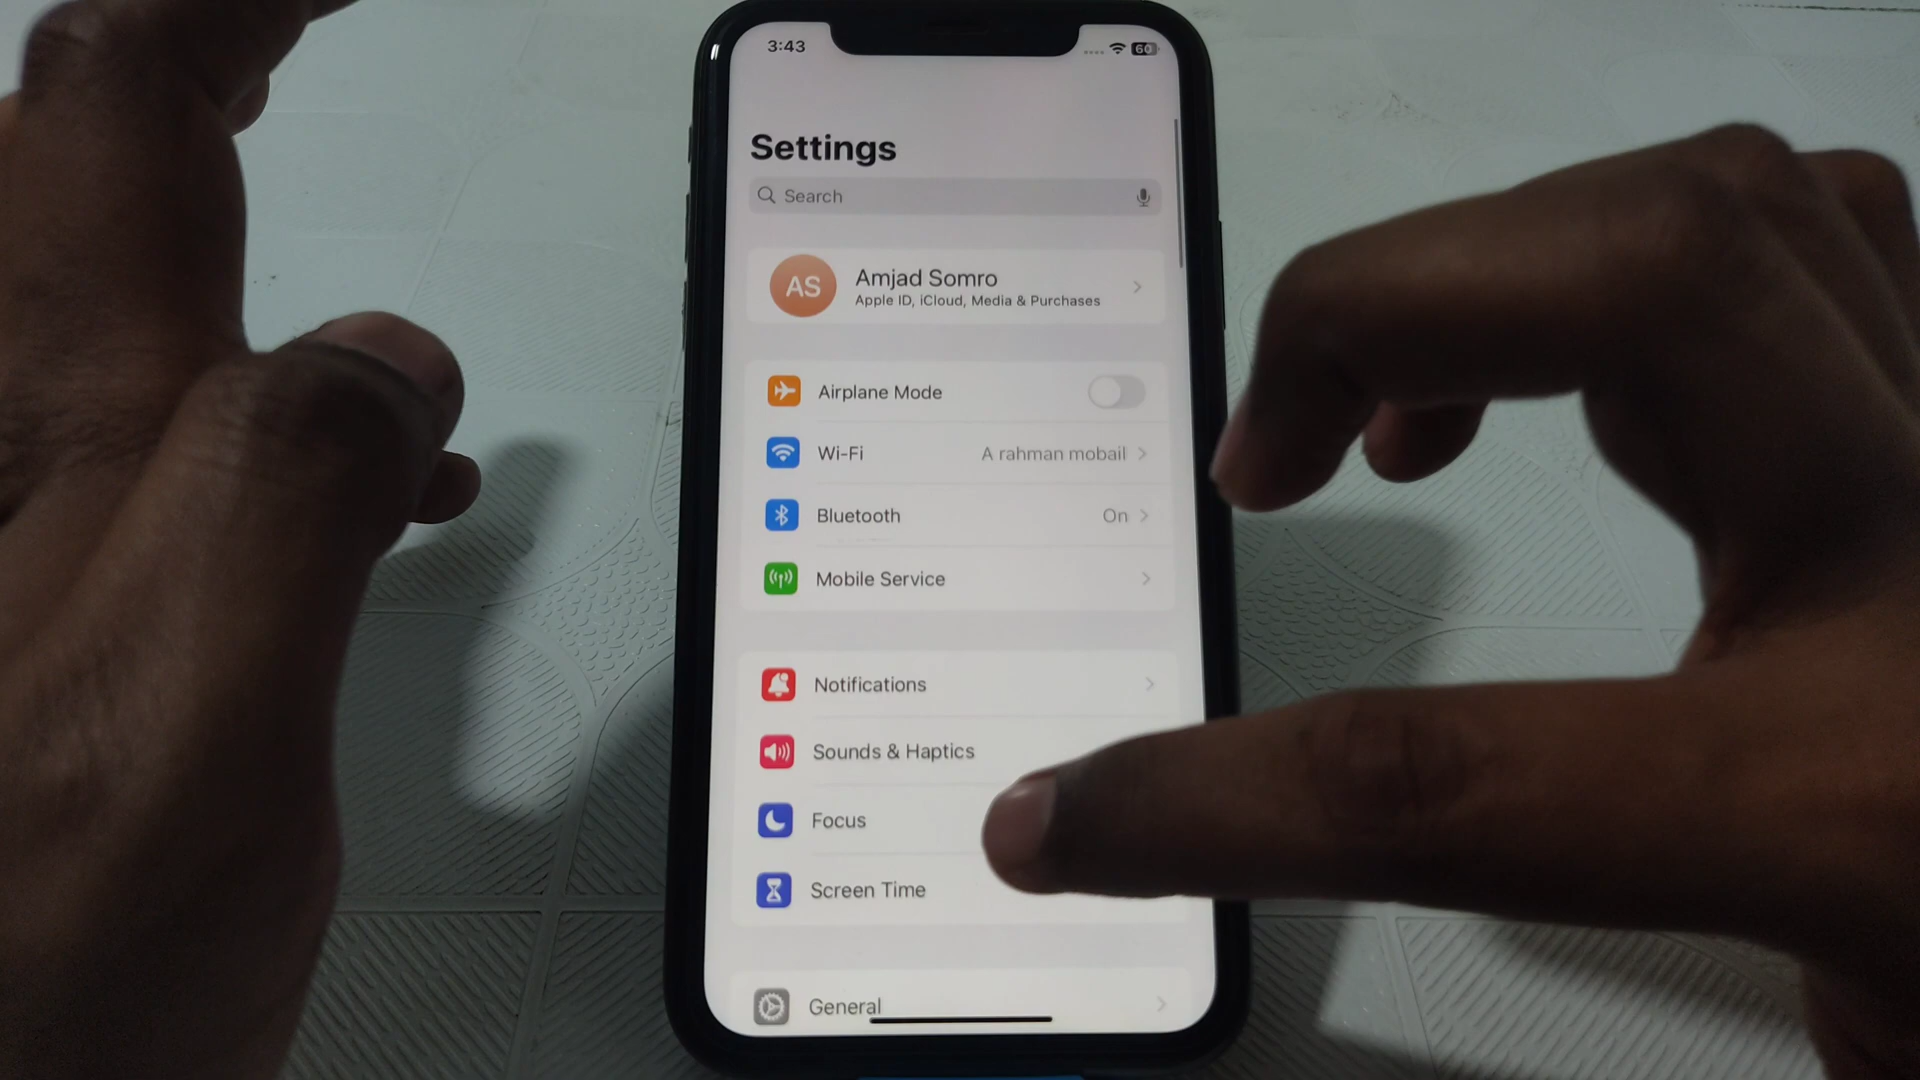 3:43
60
Settings
Search
AS
Amjad Somro
Apple ID, iCloud, Media & Purchases
Airplane Mode
Wi-Fi
A rahman mobail
Bluetooth
On
Mobile Service
Notifications
Sounds & Haptics
Focus
Screen Time
General